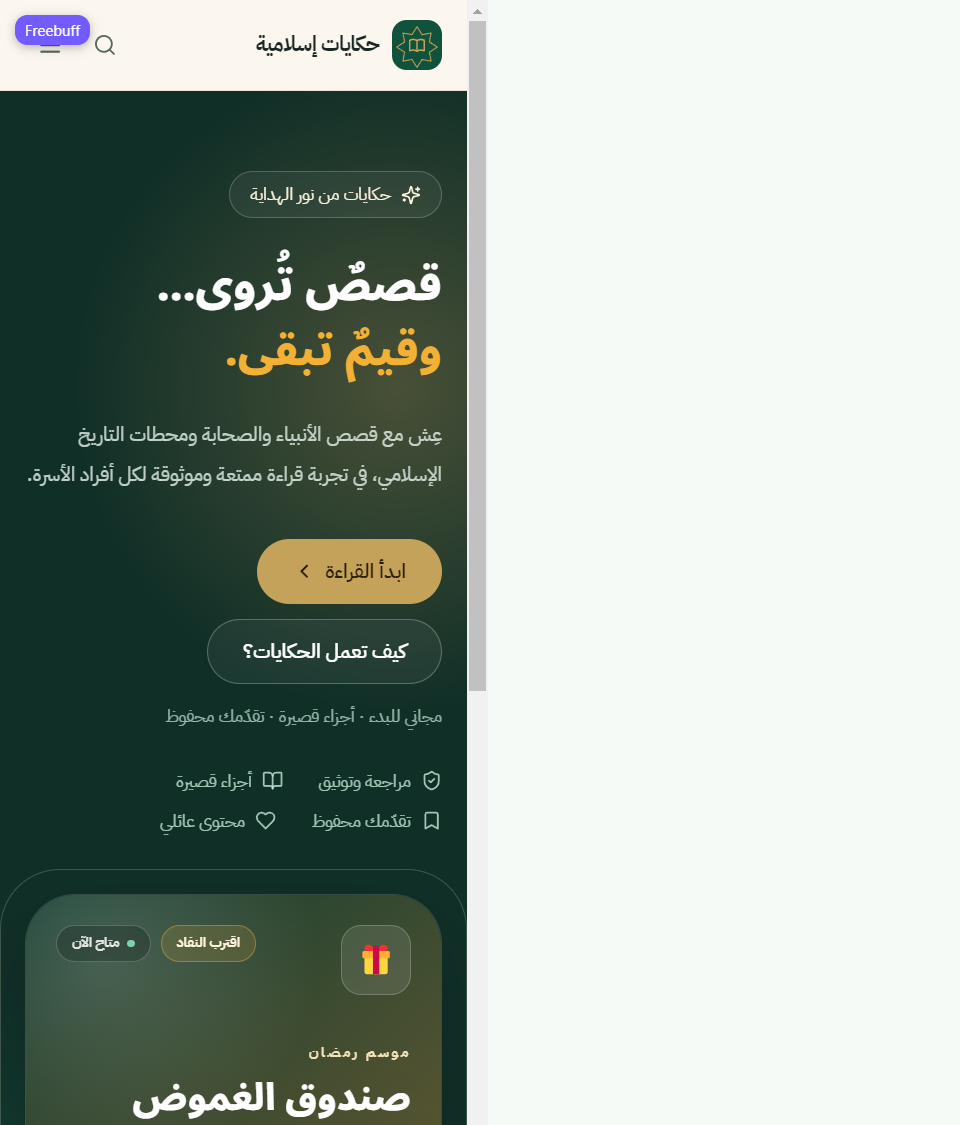 Freebuff
حكايات إسلامية
حكايات من نور الهداية
قصصٌ تُروى...
وقيمٌ تبقى.
عِش مع قصص الأنبياء والصحابة ومحطات التاريخ
الإسلامي، في تجربة قراءة ممتعة وموثوقة لكل أفراد الأسرة.
ابدأ القراءة
كيف تعمل الحكايات؟
مجاني للبدء · أجزاء قصيرة · تقدّمك محفوظ
مراجعة وتوثيق أجزاء قصيرة
تقدّمك محفوظ محتوى عائلي
اقترب النفاد متاح الآن
موسم رمضان
صندوق الغموض